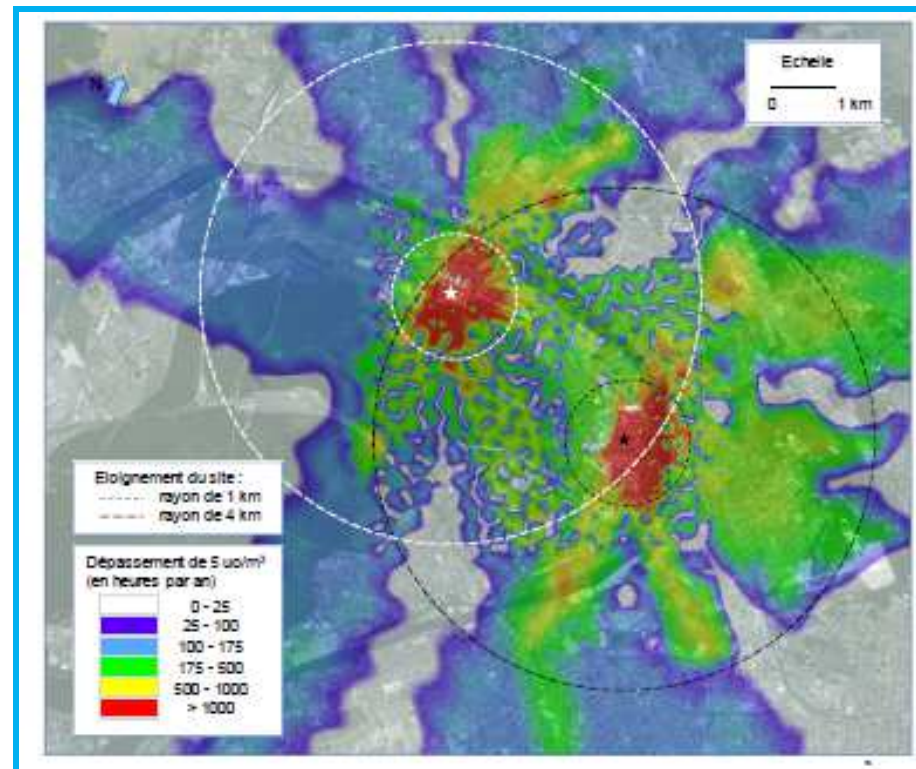 N
Echelle
0 1 km
Eloignement du site :
rayon de 1 km
rayon de 4 km
Dépassement de 5 uo/m³
(en heures par an)
0 - 25
25 - 100
100 - 175
175 - 500
500 - 1000
> 1000